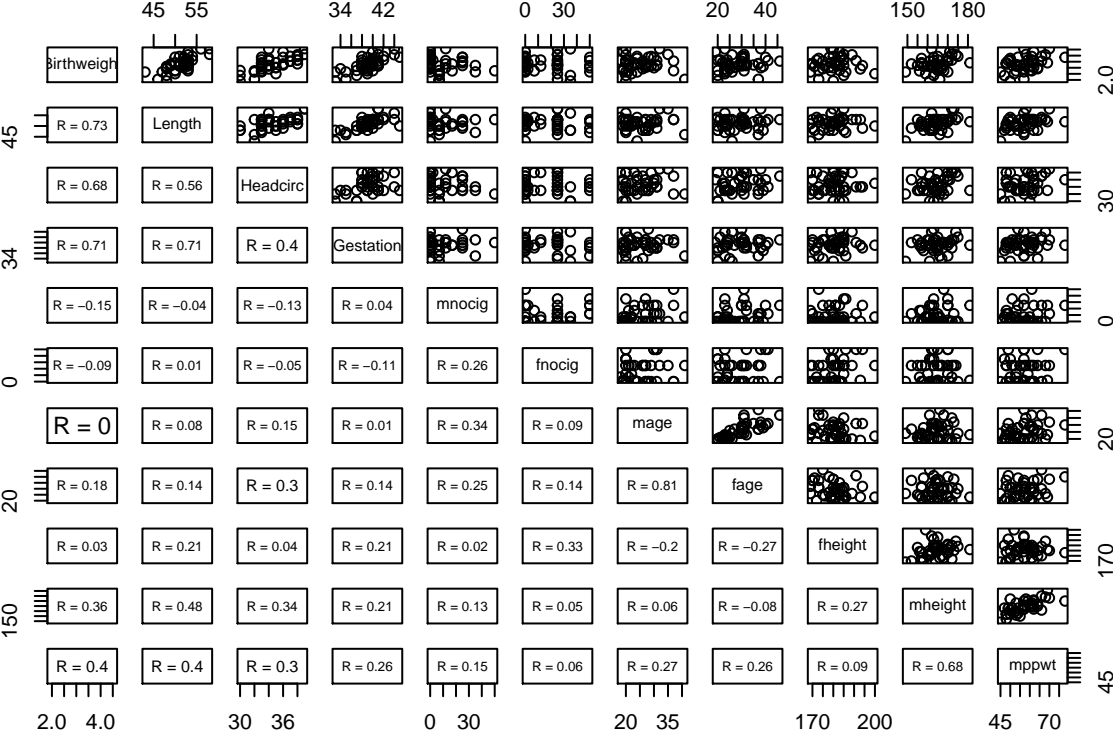 45 55 34 42 0 30 20 40 150 180
Birthweigh 2.0
45 R = 0.73 Length
R = 0.68 R = 0.56 Headcirc 30
34 R = 0.71 R = 0.71 R = 0.4 Gestation
R = −0.15 R = −0.04 R = −0.13 R = 0.04 mnocig 0
0 R = −0.09 R = 0.01 R = −0.05 R = −0.11 R = 0.26 fnocig
R = 0 R = 0.08 R = 0.15 R = 0.01 R = 0.34 R = 0.09 mage 20
20 R = 0.18 R = 0.14 R = 0.3 R = 0.14 R = 0.25 R = 0.14 R = 0.81 fage
R = 0.03 R = 0.21 R = 0.04 R = 0.21 R = 0.02 R = 0.33 R = −0.2 R = −0.27 fheight 170
150 R = 0.36 R = 0.48 R = 0.34 R = 0.21 R = 0.13 R = 0.05 R = 0.06 R = −0.08 R = 0.27 mheight
R = 0.4 R = 0.4 R = 0.3 R = 0.26 R = 0.15 R = 0.06 R = 0.27 R = 0.26 R = 0.09 R = 0.68 mppwt 45
2.0 4.0 30 36 0 30 20 35 170 200 45 70